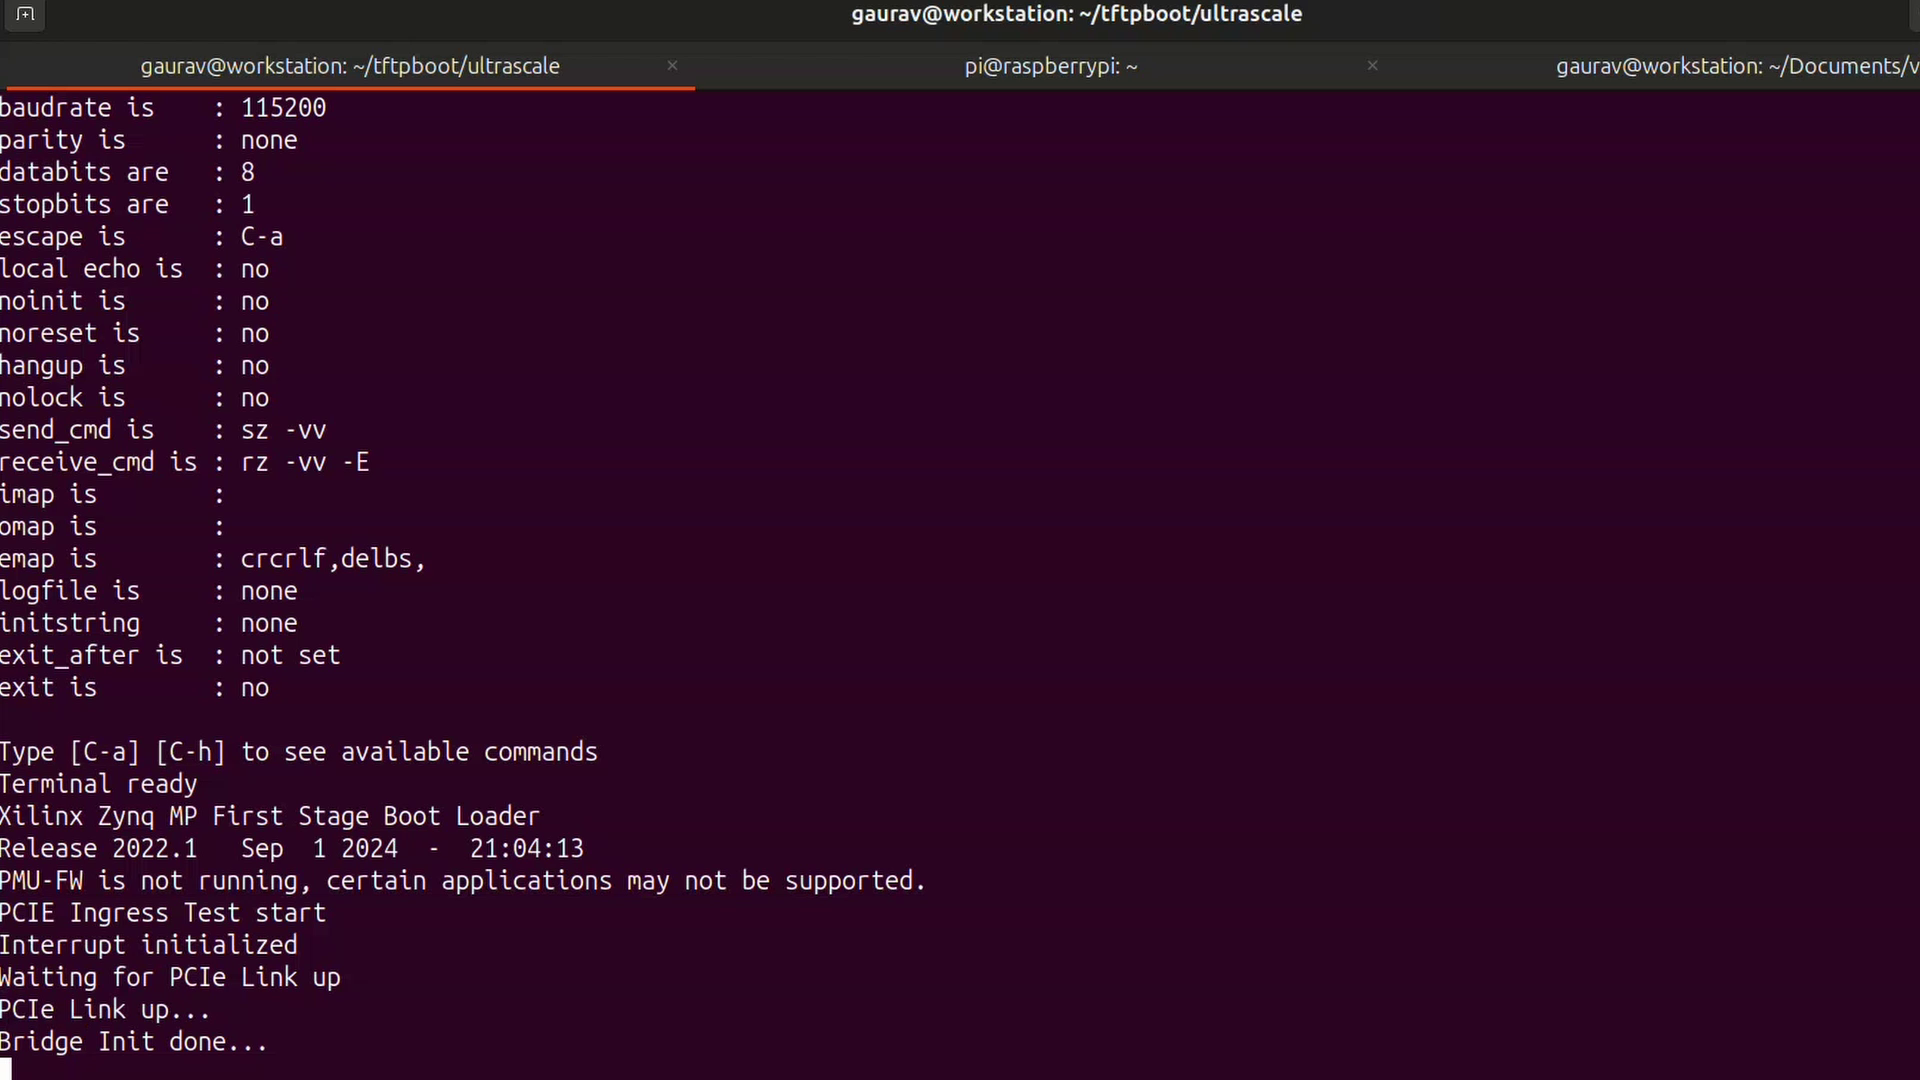 gaurav@workstation: ~/tftpboot/ultrascale
gaurav@workstation: ~/tftpboot/ultrascale × pi@raspberrypi: ~ × gaurav@workstation: ~/Documents/v
baudrate is    : 115200
parity is      : none
databits are   : 8
stopbits are   : 1
escape is      : C-a
local echo is  : no
noinit is      : no
noreset is     : no
hangup is      : no
nolock is      : no
send_cmd is    : sz -vv
receive_cmd is : rz -vv -E
imap is        :
omap is        :
emap is        : crcrlf,delbs,
logfile is     : none
initstring     : none
exit_after is  : not set
exit is        : no
Type [C-a] [C-h] to see available commands
Terminal ready
Xilinx Zynq MP First Stage Boot Loader
Release 2022.1   Sep  1 2024  -  21:04:13
PMU-FW is not running, certain applications may not be supported.
PCIE Ingress Test start
Interrupt initialized
Waiting for PCIe Link up
PCIe Link up...
Bridge Init done...